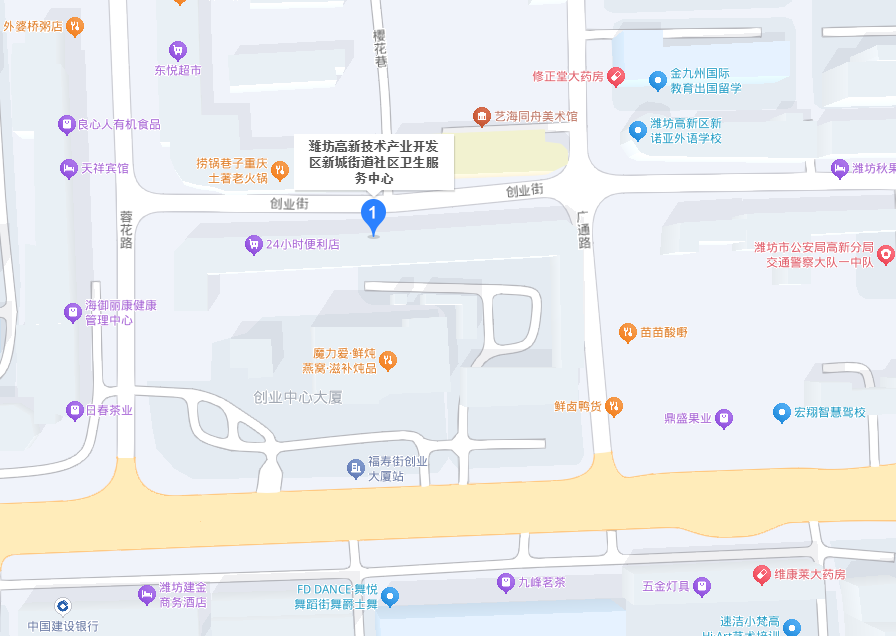 外婆桥粥店
东悦超市
樱花巷
修正堂大药房
金九州国际
教育出国留学
良心人有机食品
艺海同舟美术馆
潍坊高新区新
诺亚外语学校
天祥宾馆
捞锅巷子重庆
土著老火锅
潍坊高新技术产业开发
区新城街道社区卫生服
务中心
潍坊秋果
创业街
创业街
1
蓉花路
广通路
24小时便利店
潍坊市公安局高新分局
交通警察大队一中队
海御丽康健康
管理中心
苗苗酸嘢
魔力爱·鲜炖
燕窝·滋补炖品
创业中心大厦
日春茶业
鲜卤鸭货
鼎盛果业
宏翔智慧驾校
福寿街创业
大厦站
潍坊建金
商务酒店
FD DANCE·舞悦
舞蹈街舞爵士舞
九峰茗茶
五金灯具
维康莱大药房
中国建设银行
速洁小梵高
Hi Art艺术培训